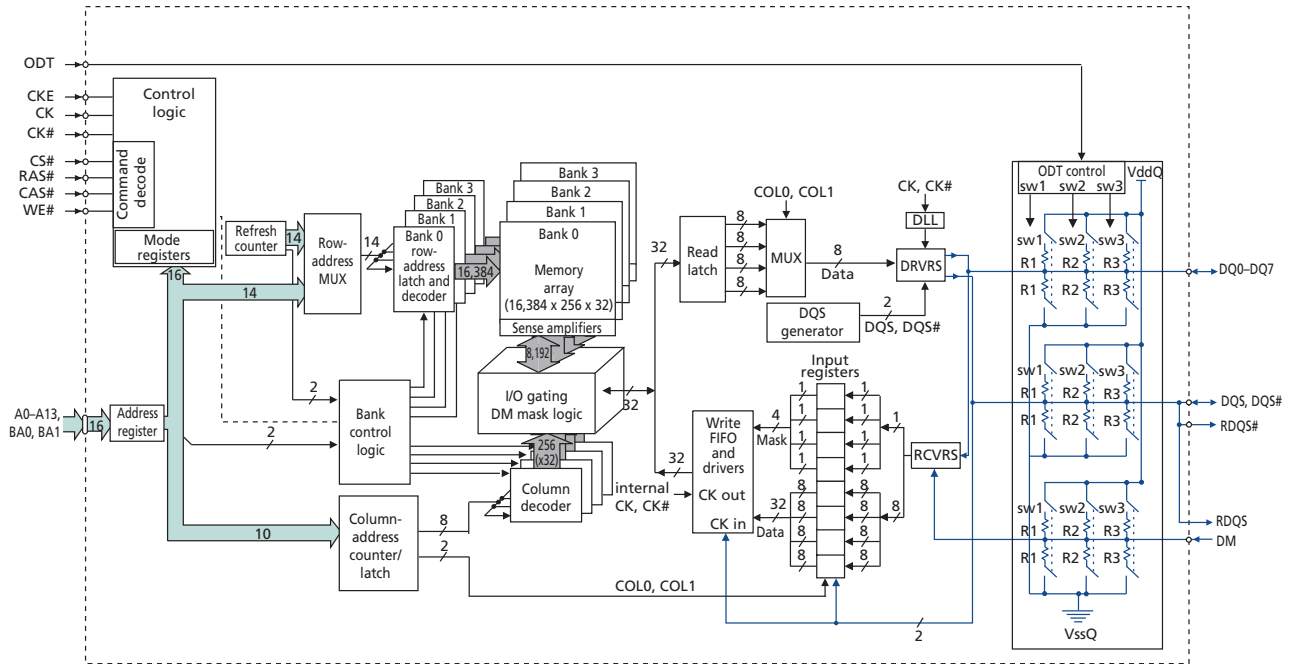 ODT
CKE
CK
CK#
CS#
RAS#
CAS#
WE#
Control
logic
Command
decode
Mode
registers
16
14
10
A0–A13,
BA0, BA1
16
Address
register
Refresh
counter
14
Row-
address
MUX
14
2
2
Bank 3
Bank 2
Bank 1
Bank 0
row-
address
latch and
decoder
16,384
Bank 3
Bank 2
Bank 1
Bank 0
Memory
array
(16,384 x 256 x 32)
Sense amplifiers
8,192
I/O gating
DM mask logic
32
Bank
control
logic
256
(x32)
Column
decoder
Column-
address
counter/
latch
8
2
COL0, COL1
32
Read
latch
8
8
8
8
COL0, COL1
MUX
8
Data
DQS
generator
2
DQS, DQS#
CK, CK#
DLL
DRVRS
32
internal
CK, CK#
Write
FIFO
and
drivers
CK out
CK in
4
Mask
32
Data
Input
registers
1
1
1
1
8
8
8
8
1
1
1
1
8
8
8
8
1
8
RCVRS
2
ODT control
sw1
sw2
sw3
VddQ
sw1
sw2
sw3
R1
R2
R3
R1
R2
R3
sw1
sw2
sw3
R1
R2
R3
R1
R2
R3
sw1
sw2
sw3
R1
R2
R3
R1
R2
R3
VssQ
DQ0–DQ7
DQS, DQS#
RDQS#
RDQS
DM